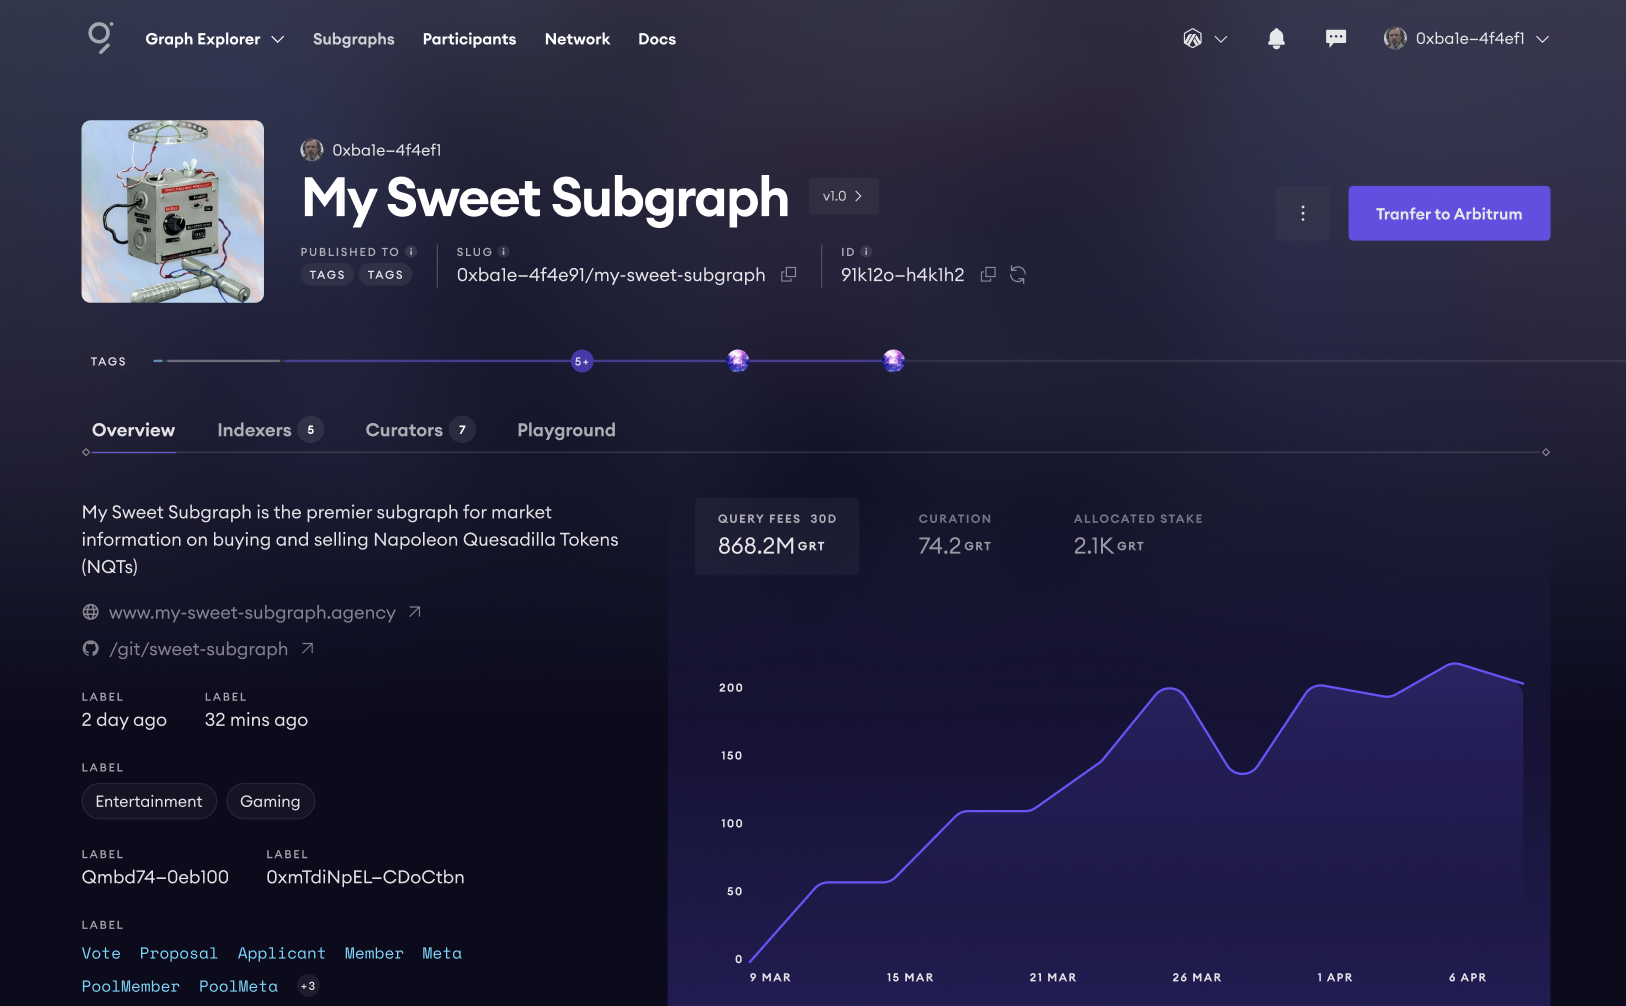 Graph Explorer Subgraphs Participants Network Docs 0xba1e–4f4ef1
0xba1e–4f4ef1
My Sweet Subgraph v1.0
Tranfer to Arbitrum
PUBLISHED TO SLUG ID
TAGS TAGS 0xba1e–4f4e91/my-sweet-subgraph 91k12o–h4k1h2
TAGS 5+
Overview Indexers 5 Curators 7 Playground
My Sweet Subgraph is the premier subgraph for market
information on buying and selling Napoleon Quesadilla Tokens
(NQTs)
www.my-sweet-subgraph.agency
/git/sweet-subgraph
LABEL LABEL
2 day ago 32 mins ago
LABEL
Entertainment Gaming
LABEL LABEL
Qmbd74–0eb100 0xmTdiNpEL–CDoCtbn
LABEL
Vote Proposal Applicant Member Meta
PoolMember PoolMeta +3
QUERY FEES 30D CURATION ALLOCATED STAKE
868.2M GRT 74.2 GRT 2.1K GRT
200
150
100
50
0
9 MAR 15 MAR 21 MAR 26 MAR 1 APR 6 APR